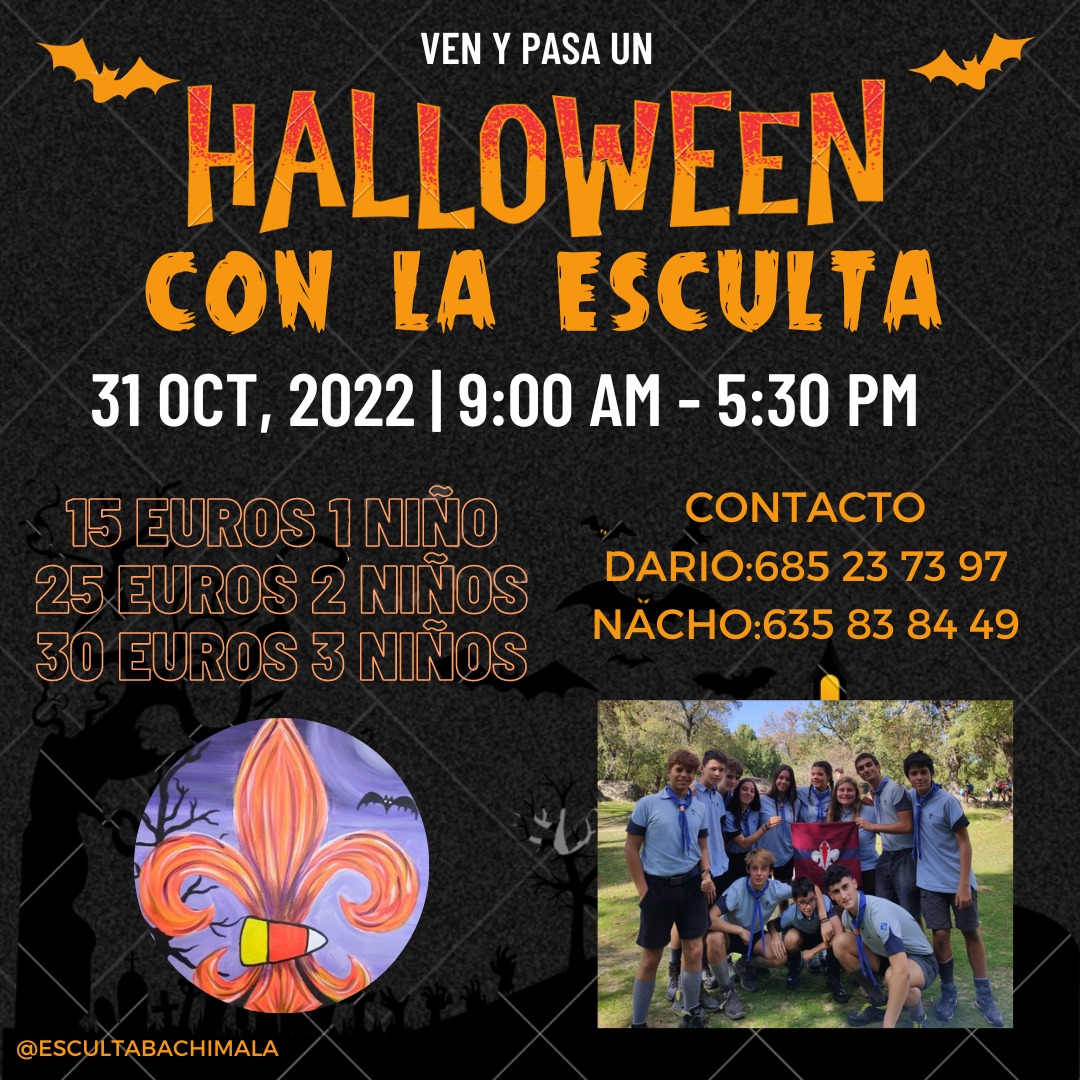 VEN Y PASA UN
HALLOWEEN
CON LA ESCULTA
31 OCT, 2022 | 9:00 AM - 5:30 PM
15 EUROS 1 NIÑO
25 EUROS 2 NIÑOS
30 EUROS 3 NIÑOS
CONTACTO
DARIO:685 23 73 97
NACHO:635 83 84 49
@ESCULTABACHIMALA